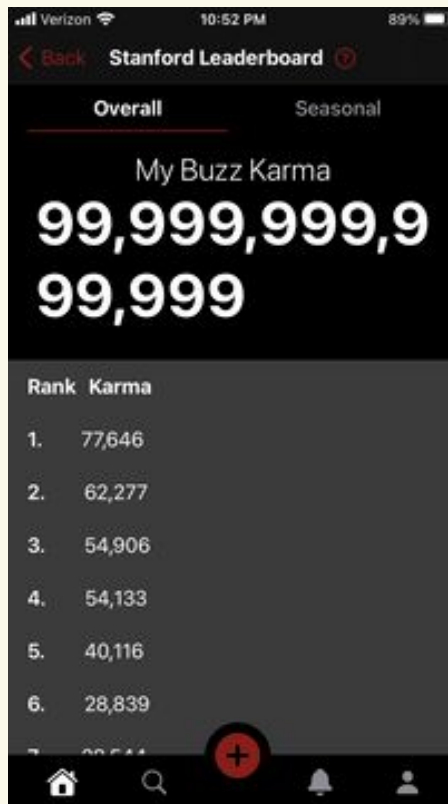 Verizon 10:52 PM 89%
Back Stanford Leaderboard ?
Overall Seasonal
My Buzz Karma
99,999,999,9
99,999
Rank Karma
1. 77,646
2. 62,277
3. 54,906
4. 54,133
5. 40,116
6. 28,839